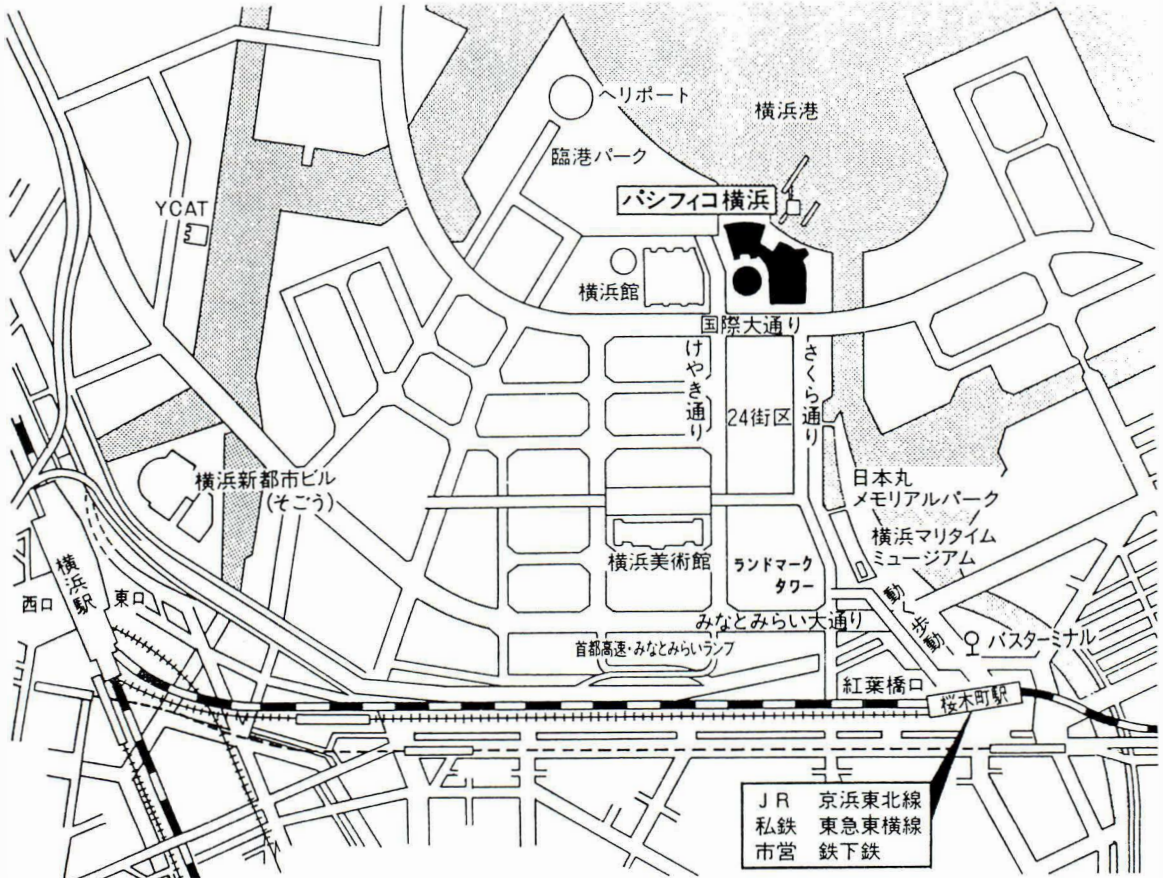 ヘリポート
横浜港
臨港パーク
パシフィコ横浜
YCAT
横浜館
国際大通り
けやき通り
さくら通り
24街区
横浜新都市ビル
(そごう)
日本丸
メモリアルパーク
横浜マリタイム
ミュージアム
横浜美術館
ランドマーク
タワー
横浜駅
西口
東口
動く歩動
みなとみらい大通り
バスターミナル
首都高速・みなとみらいランプ
紅葉橋口
桜木町駅
JR 京浜東北線
私鉄 東急東横線
市営 鉄下鉄